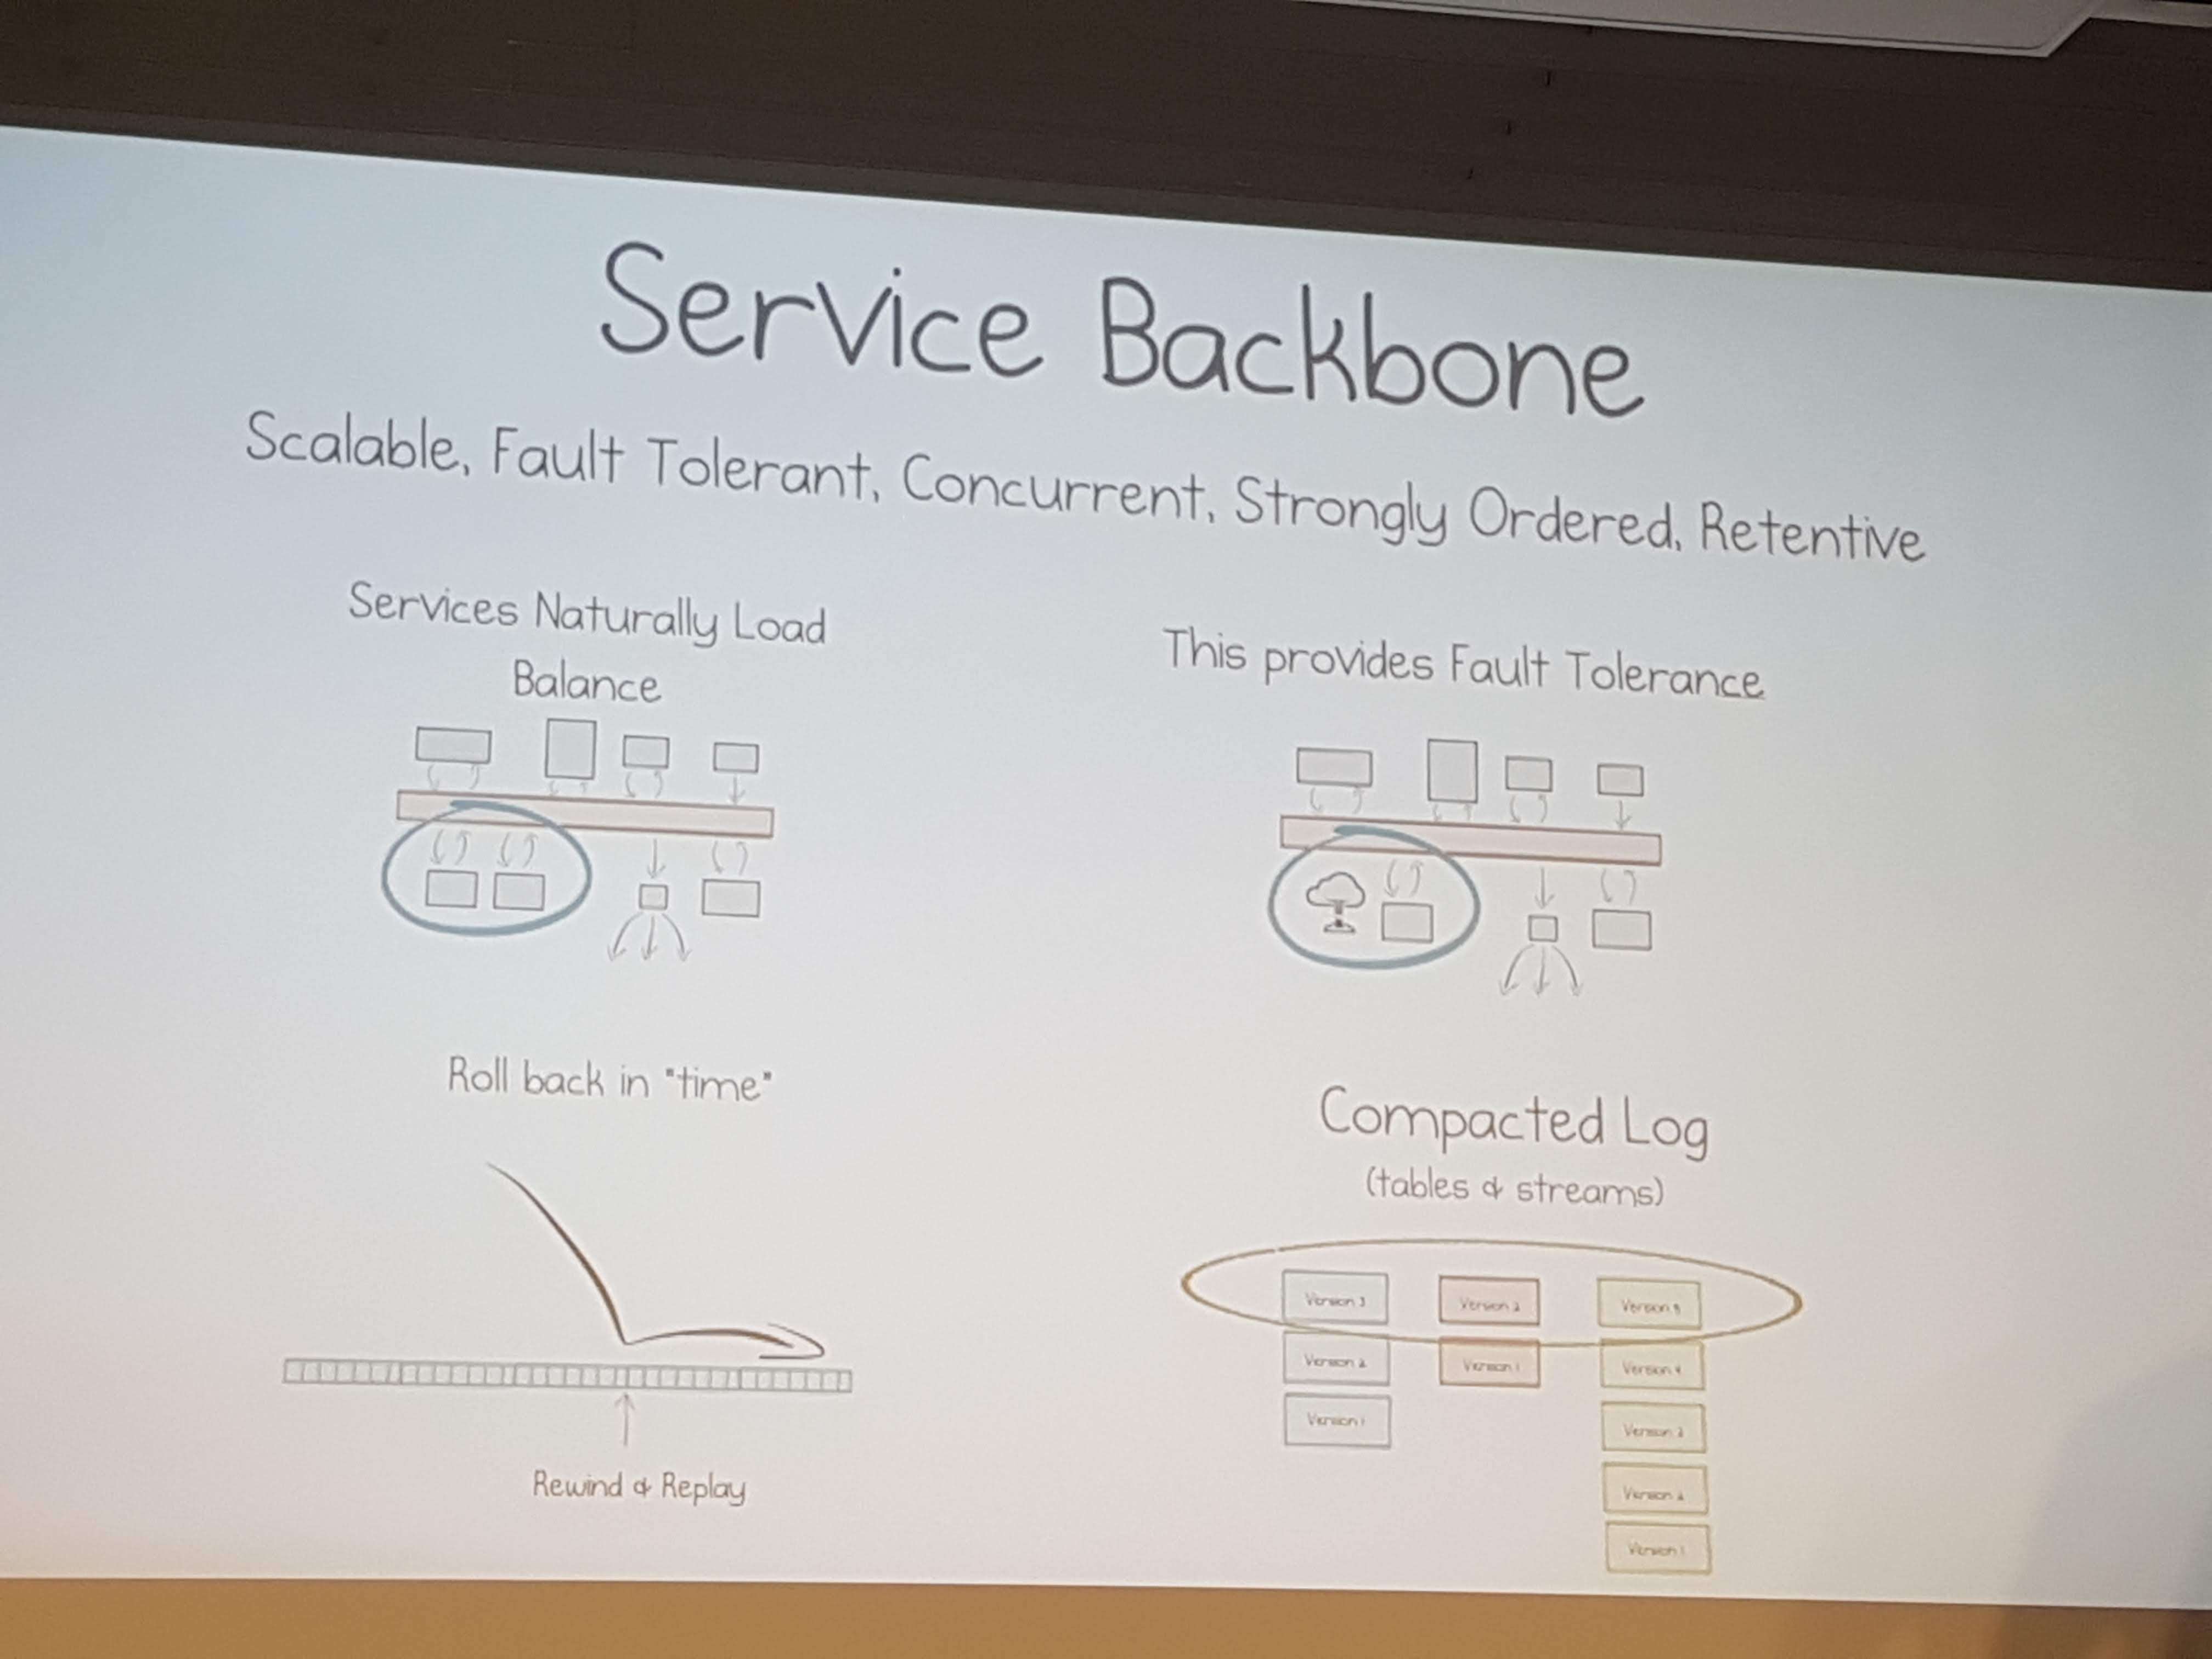 Service Backbone
Scalable, Fault Tolerant, Concurrent, Strongly Ordered, Retentive
Services Naturally Load
Balance
This provides Fault Tolerance
Roll back in "time"
Rewind & Replay
Compacted Log
(tables & streams)
Version 3
Version 2
Version 5
Version 2
Version 1
Version 4
Version 1
Version 3
Version 2
Version 1